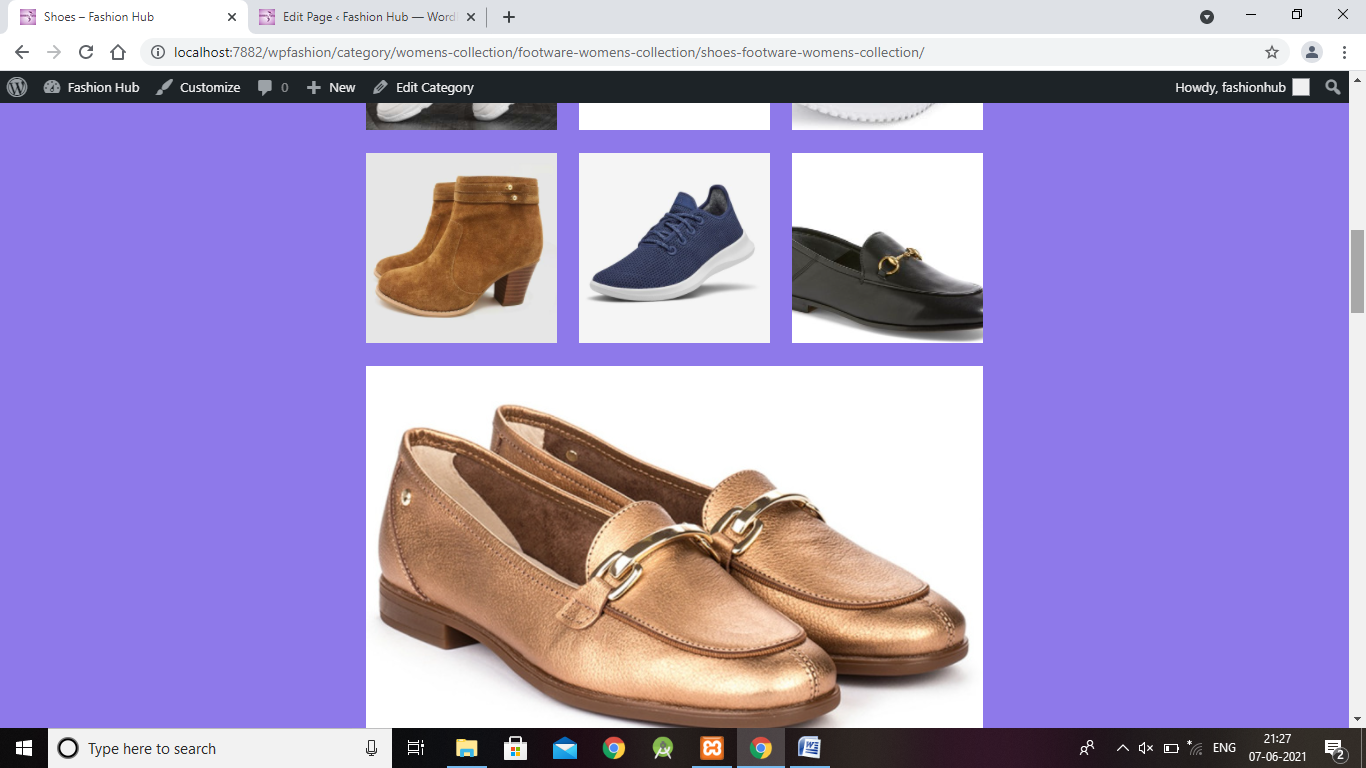 Shoes – Fashion Hub
Edit Page ‹ Fashion Hub — Word
localhost:7882/wpfashion/category/womens-collection/footware-womens-collection/shoes-footware-womens-collection/
Fashion Hub
Customize
0
New
Edit Category
Howdy, fashionhub
Type here to search
ENG
21:27
07-06-2021
2